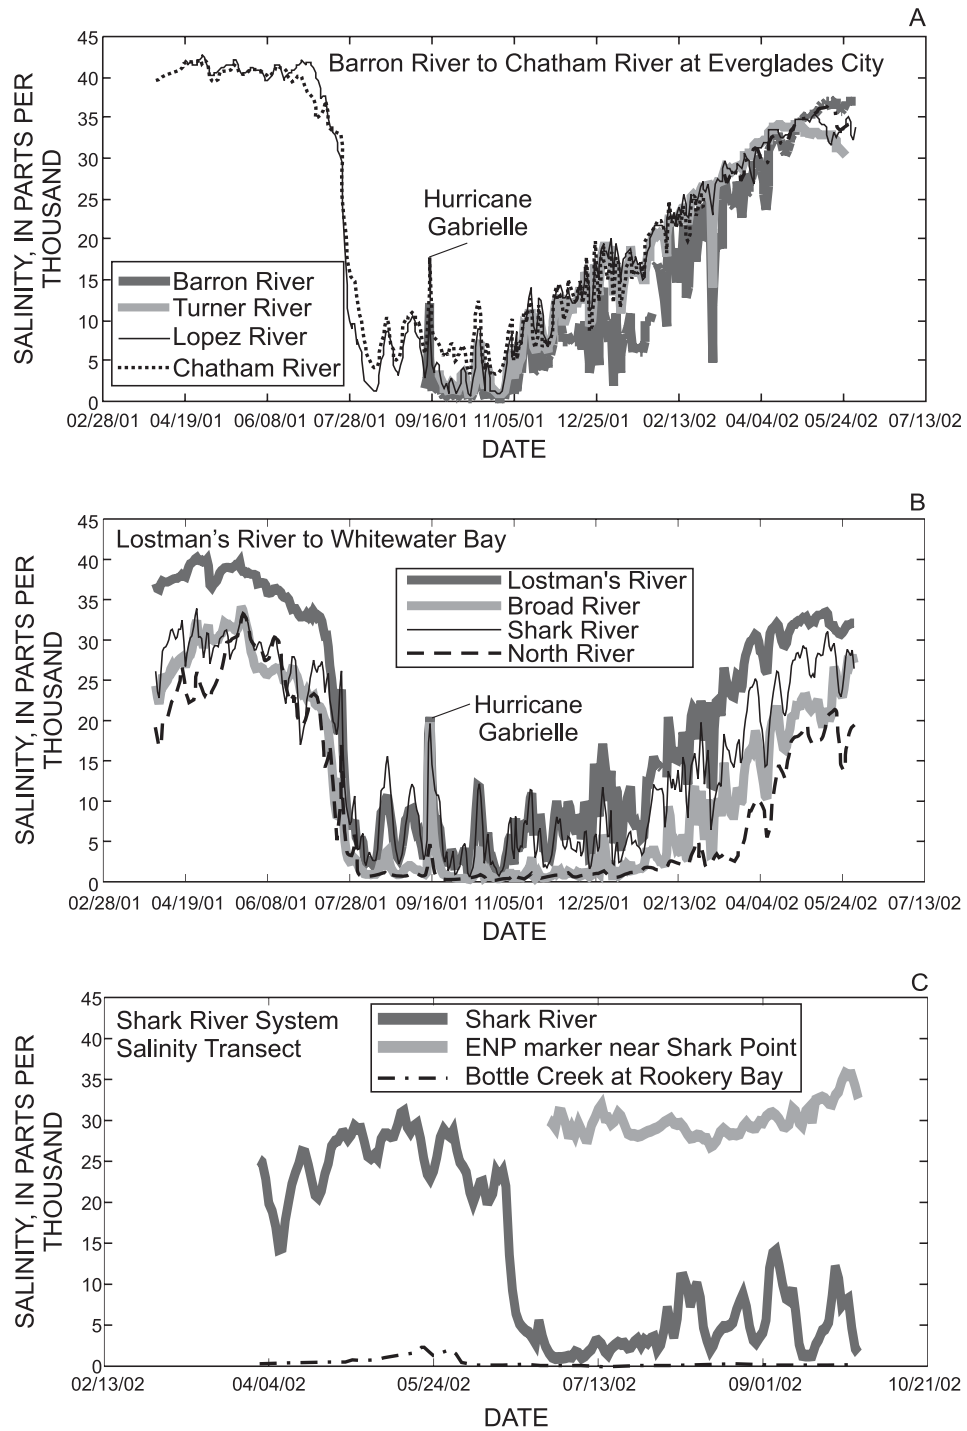 A
45
40
35
30
25
20
15
10
5
0
SALINITY, IN PARTS PER
THOUSAND
Barron River to Chatham River at Everglades City
Hurricane
Gabrielle
Barron River
Turner River
Lopez River
Chatham River
02/28/01 04/19/01 06/08/01 07/28/01 09/16/01 11/05/01 12/25/01 02/13/02 04/04/02 05/24/02 07/13/02
DATE
B
45
40
35
30
25
20
15
10
5
0
SALINITY, IN PARTS PER
THOUSAND
Lostman's River to Whitewater Bay
Lostman's River
Broad River
Shark River
North River
Hurricane
Gabrielle
02/28/01 04/19/01 06/08/01 07/28/01 09/16/01 11/05/01 12/25/01 02/13/02 04/04/02 05/24/02 07/13/02
DATE
C
45
40
35
30
25
20
15
10
5
0
SALINITY, IN PARTS PER
THOUSAND
Shark River System
Salinity Transect
Shark River
ENP marker near Shark Point
Bottle Creek at Rookery Bay
02/13/02 04/04/02 05/24/02 07/13/02 09/01/02 10/21/02
DATE